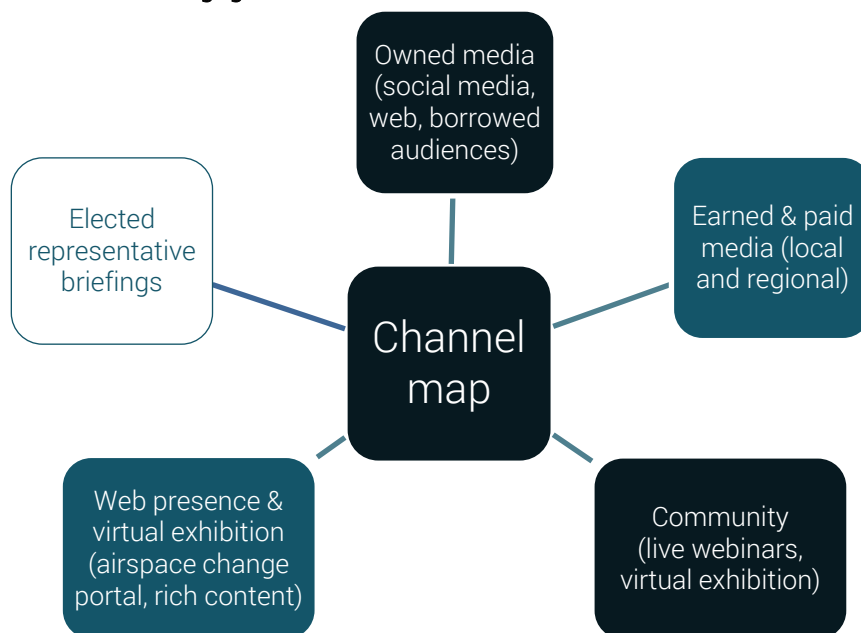 Owned media
(social media,
web, borrowed
audiences)
Elected
representative
briefings
Earned & paid
media (local
and regional)
Channel
map
Web presence &
virtual exhibition
(airspace change
portal, rich content)
Community
(live webinars,
virtual exhibition)